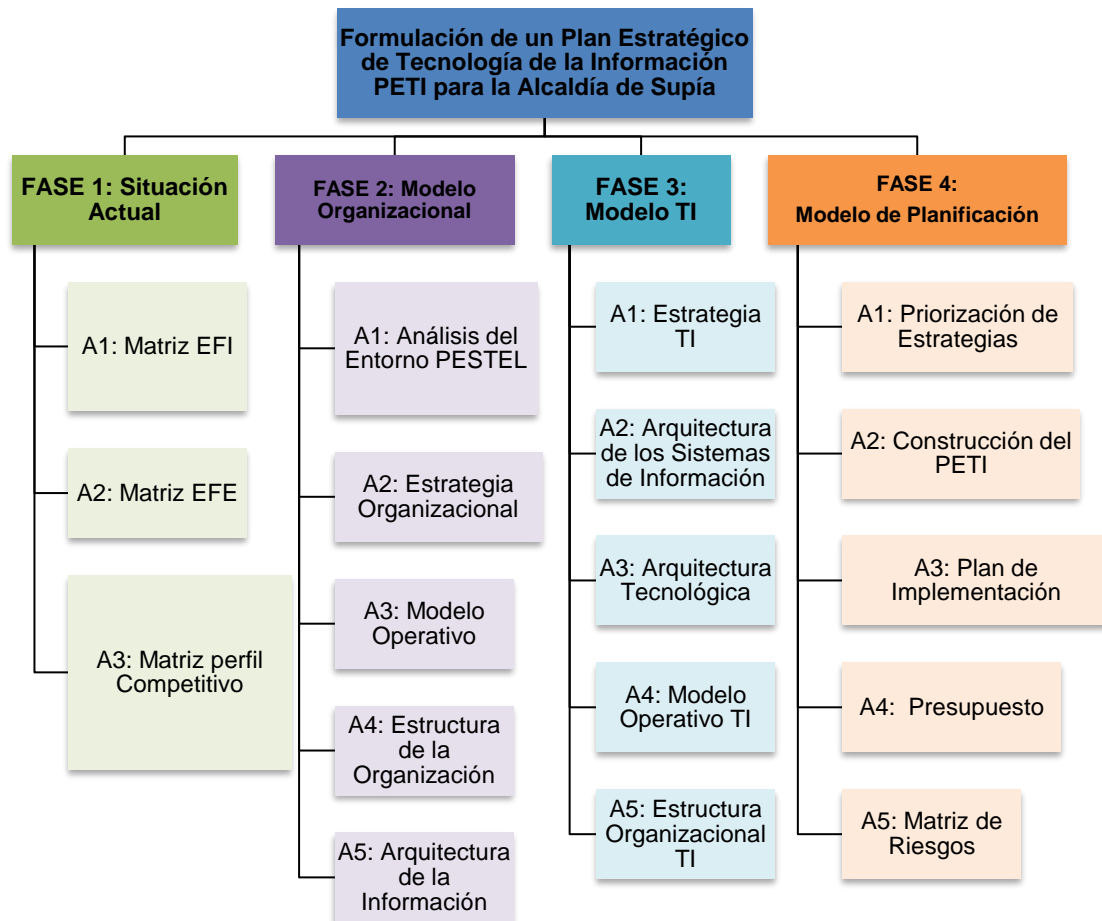 Formulación de un Plan Estratégico
de Tecnología de la Información
PETI para la Alcaldía de Supía
FASE 1: Situación
Actual
A1: Matriz EFI
A2: Matriz EFE
A3: Matriz perfil
Competitivo
FASE 2: Modelo
Organizacional
A1: Análisis del
Entorno PESTEL
A2: Estrategia
Organizacional
A3: Modelo
Operativo
A4: Estructura
de la
Organización
A5: Arquitectura
de la
Información
FASE 3:
Modelo TI
A1: Estrategia
TI
A2: Arquitectura
de los Sistemas
de Información
A3: Arquitectura
Tecnológica
A4: Modelo
Operativo TI
A5: Estructura
Organizacional
TI
FASE 4:
Modelo de Planificación
A1: Priorización de
Estrategias
A2: Construcción del
PETI
A3: Plan de
Implementación
A4: Presupuesto
A5: Matriz de
Riesgos